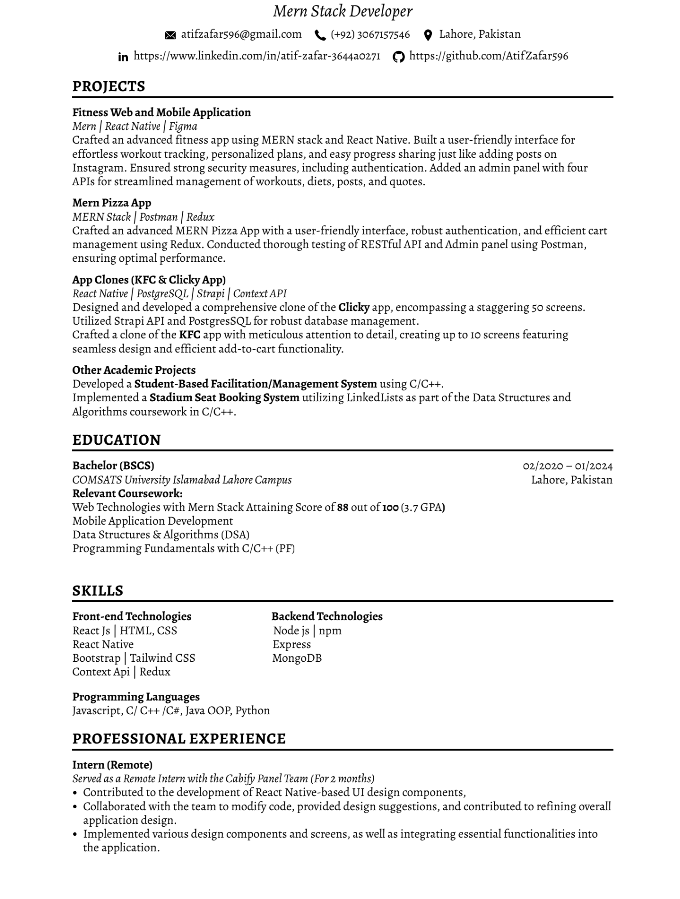 Mern Stack Developer
atifzafar596@gmail.com (+92) 3067157546 Lahore, Pakistan
https://www.linkedin.com/in/atif-zafar-3644a0271 https://github.com/AtifZafar596
PROJECTS
Fitness Web and Mobile Application
Mern | React Native | Figma
Crafted an advanced fitness app using MERN stack and React Native. Built a user-friendly interface for
effortless workout tracking, personalized plans, and easy progress sharing just like adding posts on
Instagram. Ensured strong security measures, including authentication. Added an admin panel with four
APIs for streamlined management of workouts, diets, posts, and quotes.
Mern Pizza App
MERN Stack | Postman | Redux
Crafted an advanced MERN Pizza App with a user-friendly interface, robust authentication, and efficient cart
management using Redux. Conducted thorough testing of RESTful API and Admin panel using Postman,
ensuring optimal performance.
App Clones (KFC & Clicky App)
React Native | PostgreSQL | Strapi | Context API
Designed and developed a comprehensive clone of the Clicky app, encompassing a staggering 50 screens.
Utilized Strapi API and PostgresSQL for robust database management.
Crafted a clone of the KFC app with meticulous attention to detail, creating up to 10 screens featuring
seamless design and efficient add-to-cart functionality.
Other Academic Projects
Developed a Student-Based Facilitation/Management System using C/C++.
Implemented a Stadium Seat Booking System utilizing LinkedLists as part of the Data Structures and
Algorithms coursework in C/C++.
EDUCATION
Bachelor (BSCS) 02/2020 – 01/2024
COMSATS University Islamabad Lahore Campus Lahore, Pakistan
Relevant Coursework:
Web Technologies with Mern Stack Attaining Score of 88 out of 100 (3.7 GPA)
Mobile Application Development
Data Structures & Algorithms (DSA)
Programming Fundamentals with C/C++ (PF)
SKILLS
Front-end Technologies Backend Technologies
React Js | HTML, CSS Node js | npm
React Native Express
Bootstrap | Tailwind CSS MongoDB
Context Api | Redux
Programming Languages
Javascript, C/ C++ /C#, Java OOP, Python
PROFESSIONAL EXPERIENCE
Intern (Remote)
Served as a Remote Intern with the Cabify Panel Team (For 2 months)
• Contributed to the development of React Native-based UI design components,
• Collaborated with the team to modify code, provided design suggestions, and contributed to refining overall
application design.
• Implemented various design components and screens, as well as integrating essential functionalities into
the application.